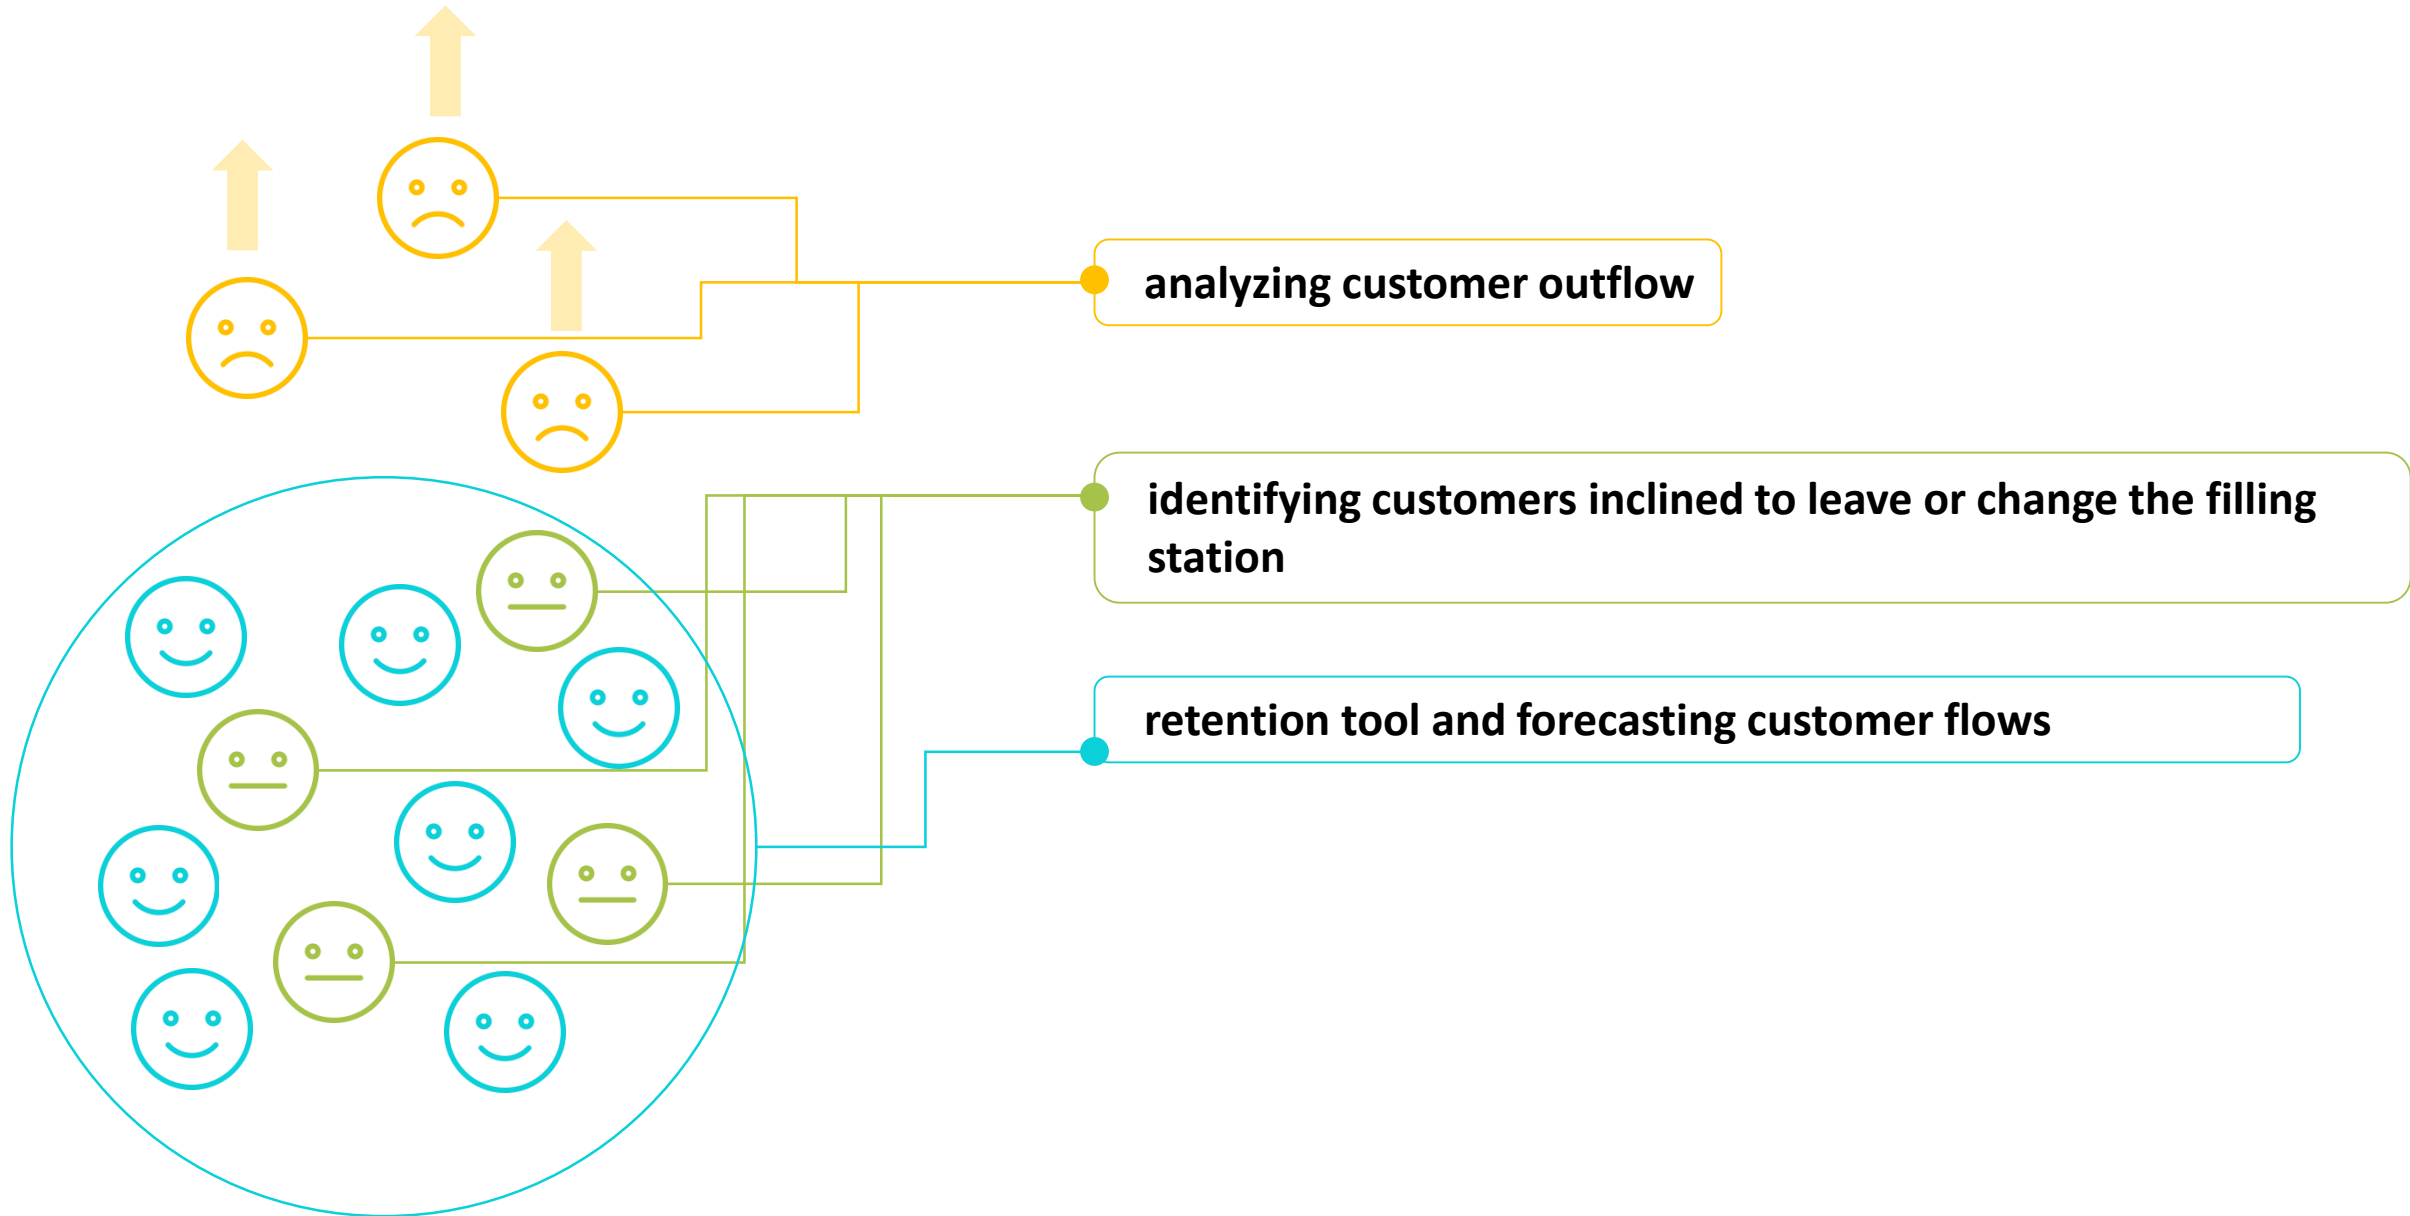 analyzing customer outflow
identifying customers inclined to leave or change the filling
station
retention tool and forecasting customer flows